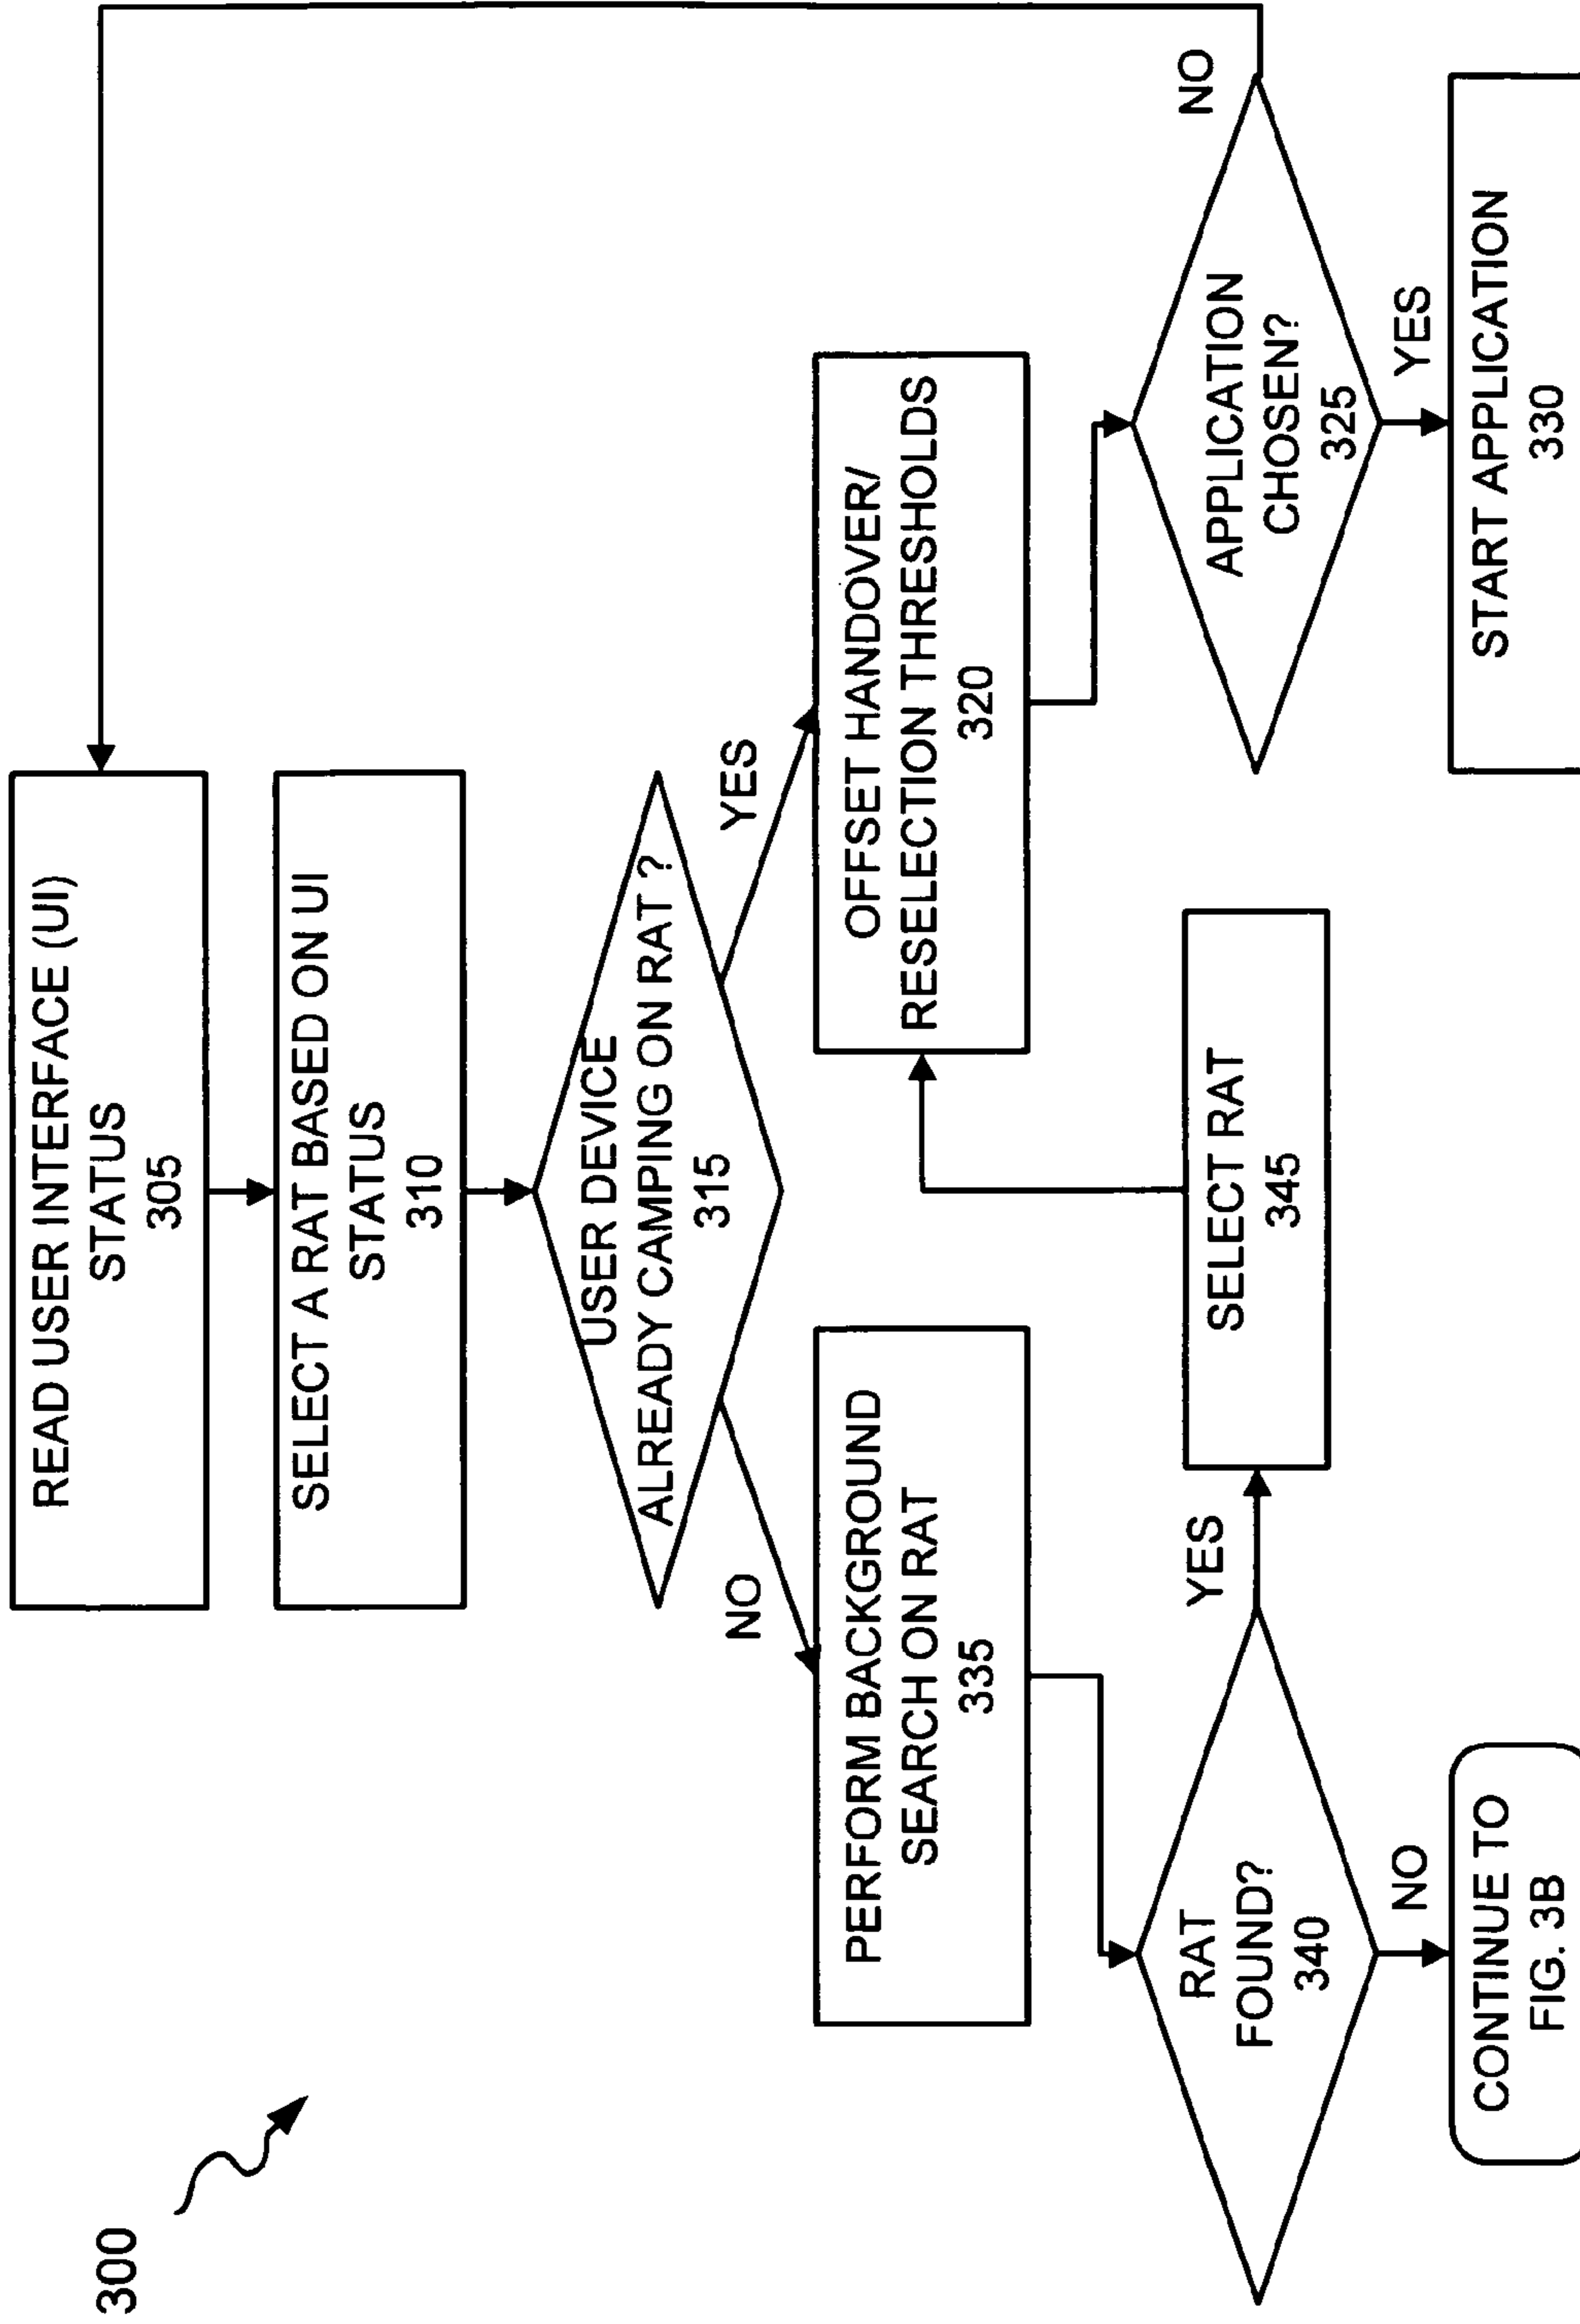 300
READ USER INTERFACE (UI)
STATUS
305
SELECT A RAT BASED ON UI
STATUS
310
USER DEVICE
ALREADY CAMPING ON RAT ?
315
NO
YES
PERFORM BACKGROUND
SEARCH ON RAT
335
OFFSET HANDOVER/
RESELECTION THRESHOLDS
320
RAT
FOUND?
340
YES
SELECT RAT
345
APPLICATION
CHOSEN?
325
NO
NO
YES
CONTINUE TO
FIG. 3B
START APPLICATION
330